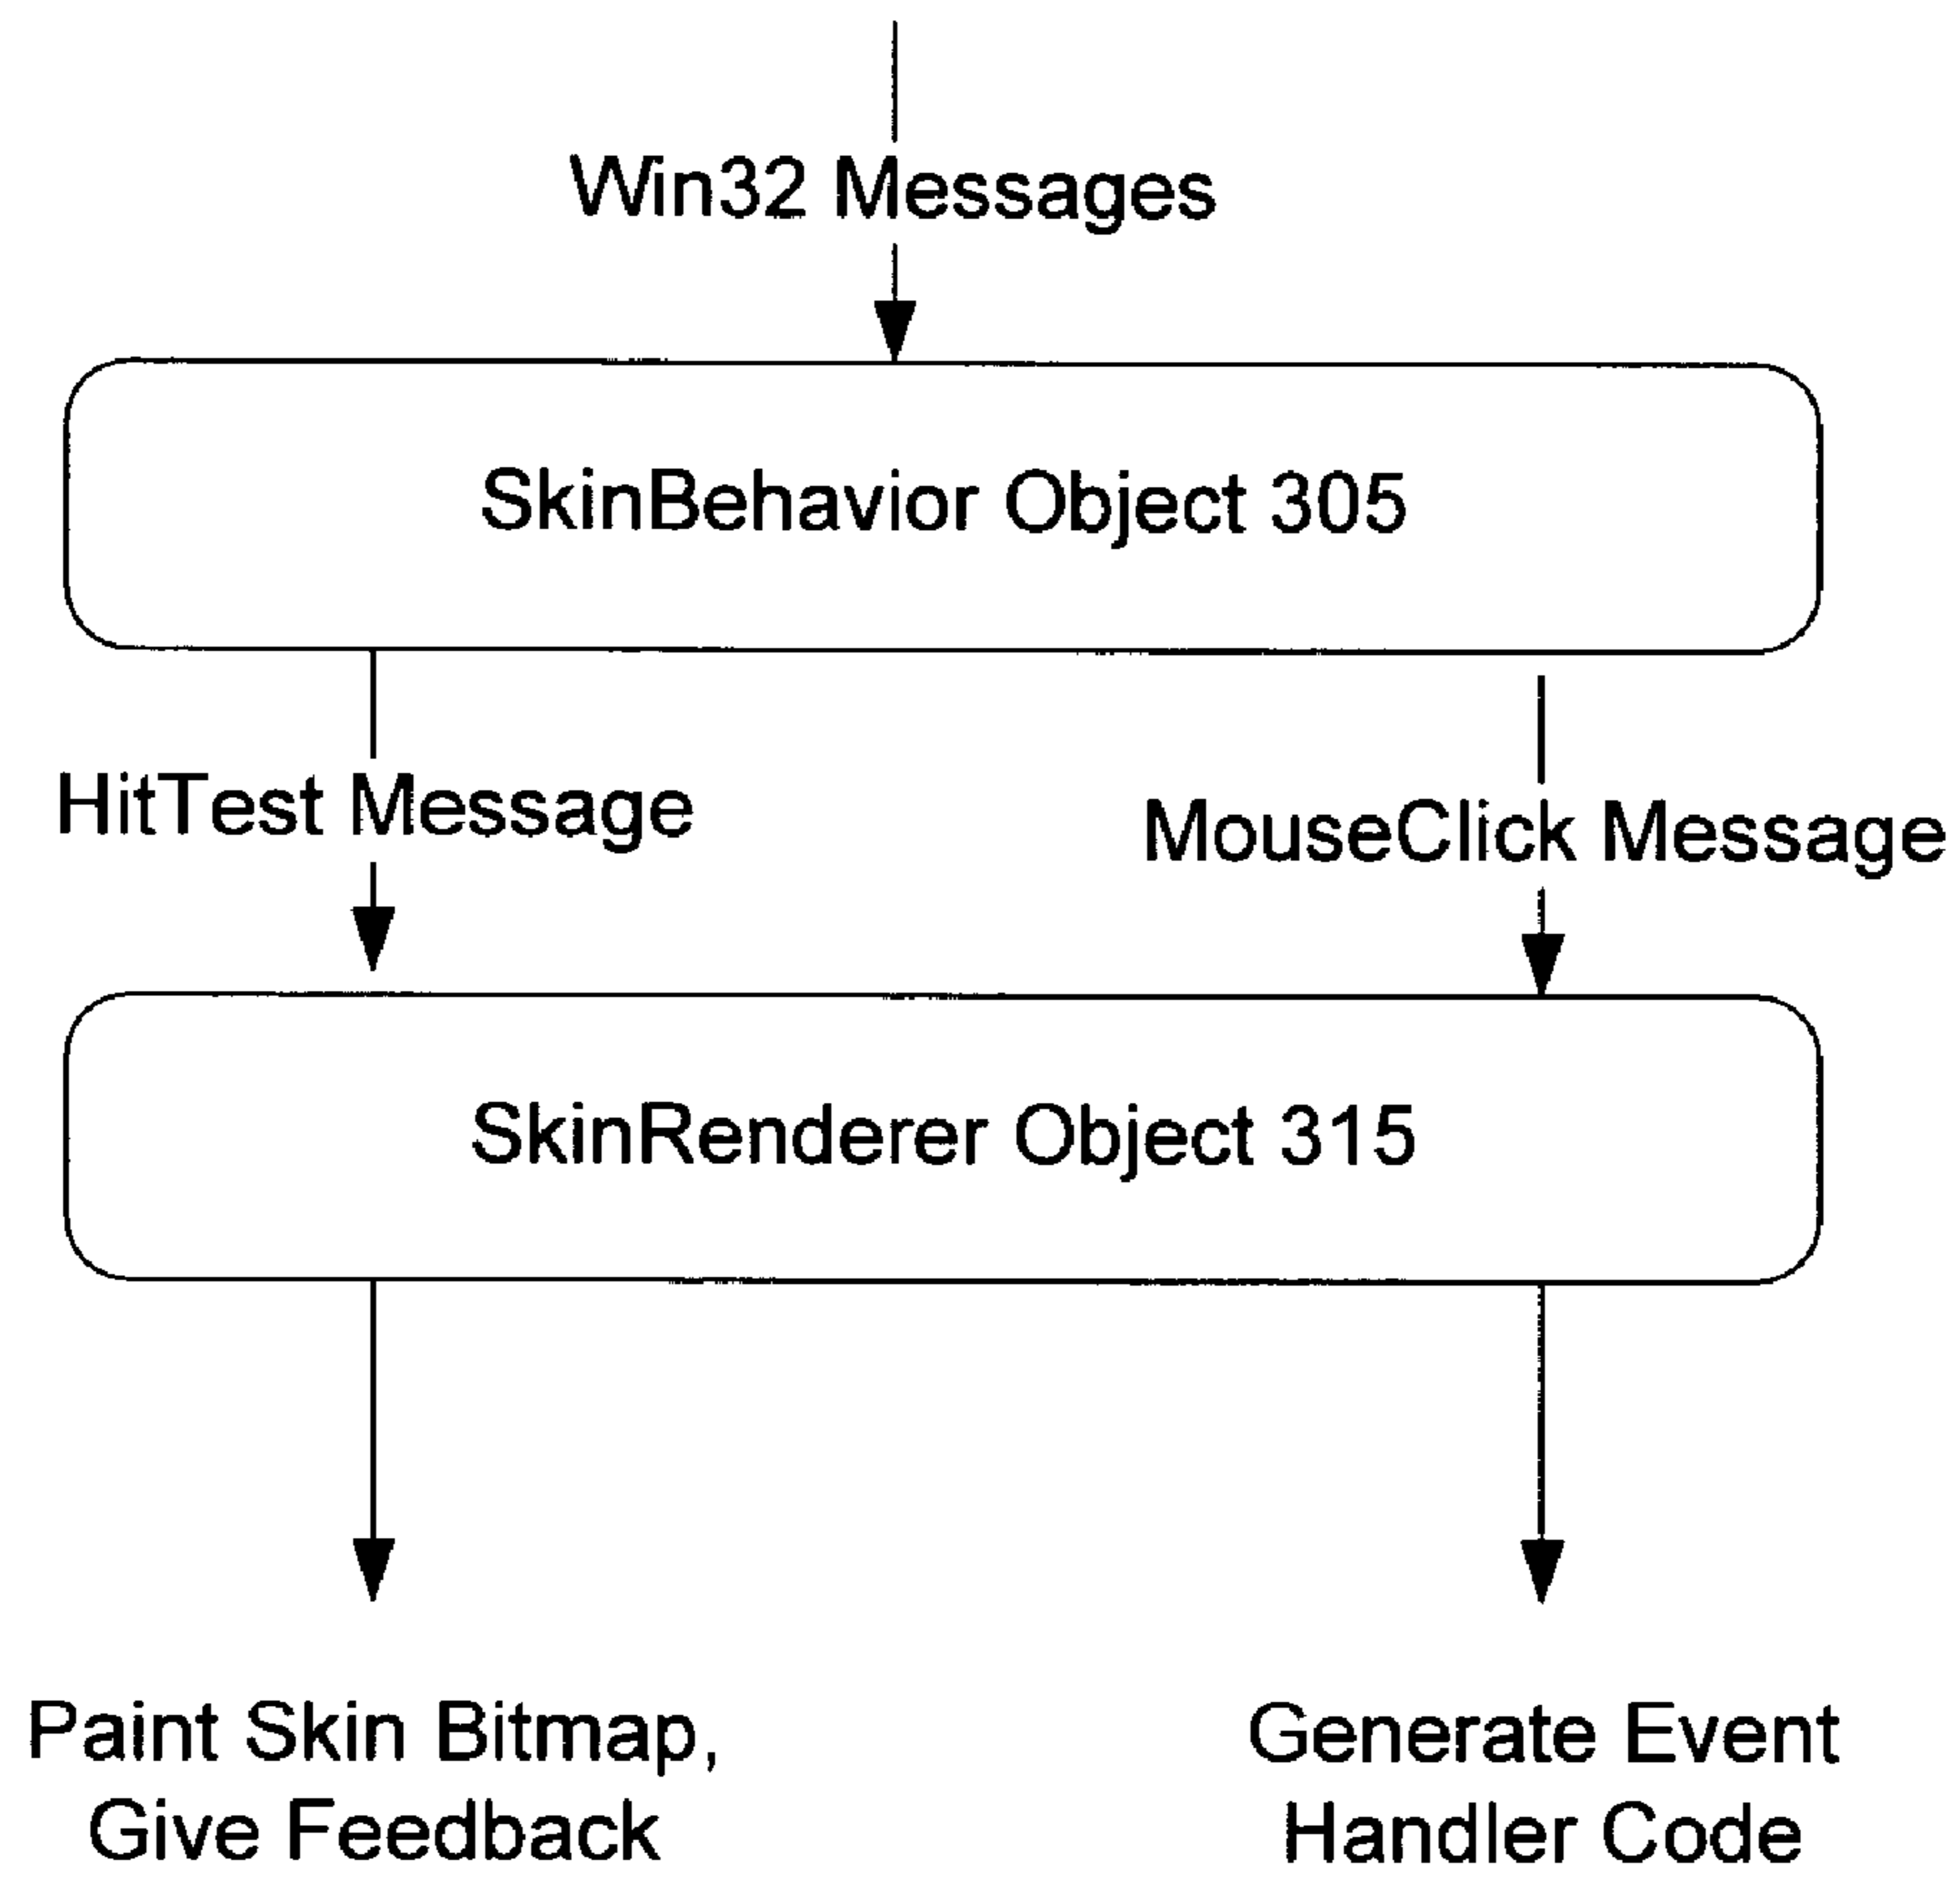 Win32 Messages
SkinBehavior Object 305
HitTest Message
MouseClick Message
SkinRenderer Object 315
Paint Skin Bitmap,
Give Feedback
Generate Event
Handler Code